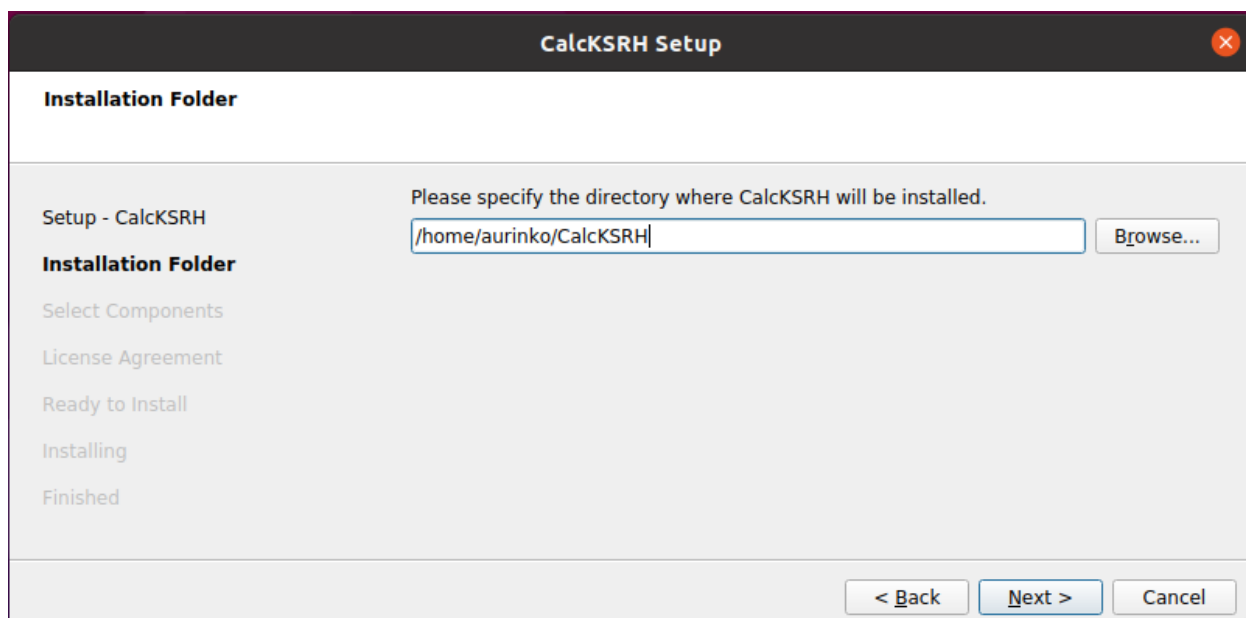 CalcKSRH Setup
Installation Folder
Please specify the directory where CalcKSRH will be installed.
/home/aurinko/CalcKSRH
Browse...
Setup - CalcKSRH
Installation Folder
Select Components
License Agreement
Ready to Install
Installing
Finished
< Back
Next >
Cancel